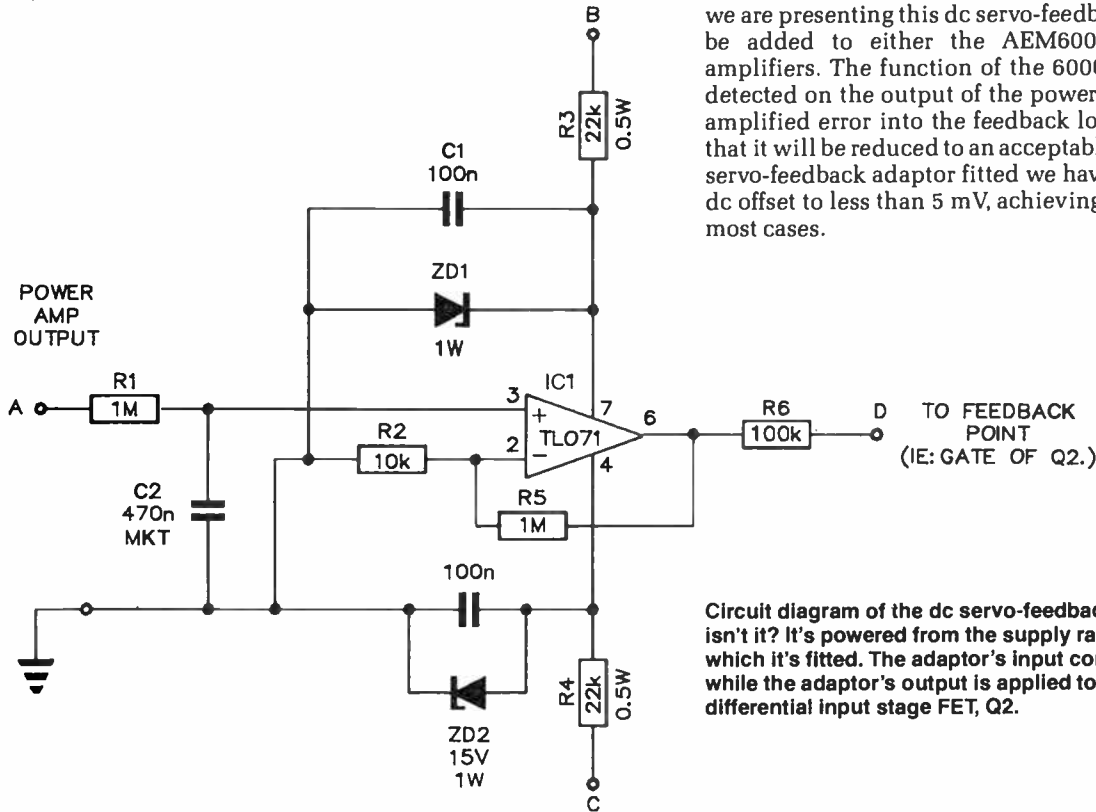 we are presenting this dc servo-feedb
be added to either the AEM600
amplifiers. The function of the 6000
detected on the output of the power
amplified error into the feedback lo
that it will be reduced to an acceptabl
servo-feedback adaptor fitted we hav
dc offset to less than 5 mV, achieving
most cases.
B
R3
22k
0.5W
C1
100n
ZD1
1W
POWER
AMP
OUTPUT
A
R1
1M
IC1
3
+
7
TL071
6
2
−
4
R2
10k
R5
1M
R6
100k
D
TO FEEDBACK
POINT
(IE: GATE OF Q2.)
C2
470n
MKT
100n
ZD2
15V
1W
R4
22k
0.5W
C
Circuit diagram of the dc servo-feedbac
isn't it? It's powered from the supply ra
which it's fitted. The adaptor's input cor
while the adaptor's output is applied to
differential input stage FET, Q2.